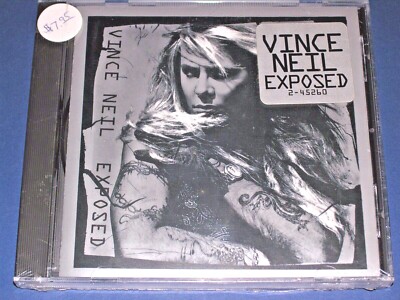 $7.95
VINCE NEIL EXPOSED
VINCE
NEIL
EXPOSED
2-45260